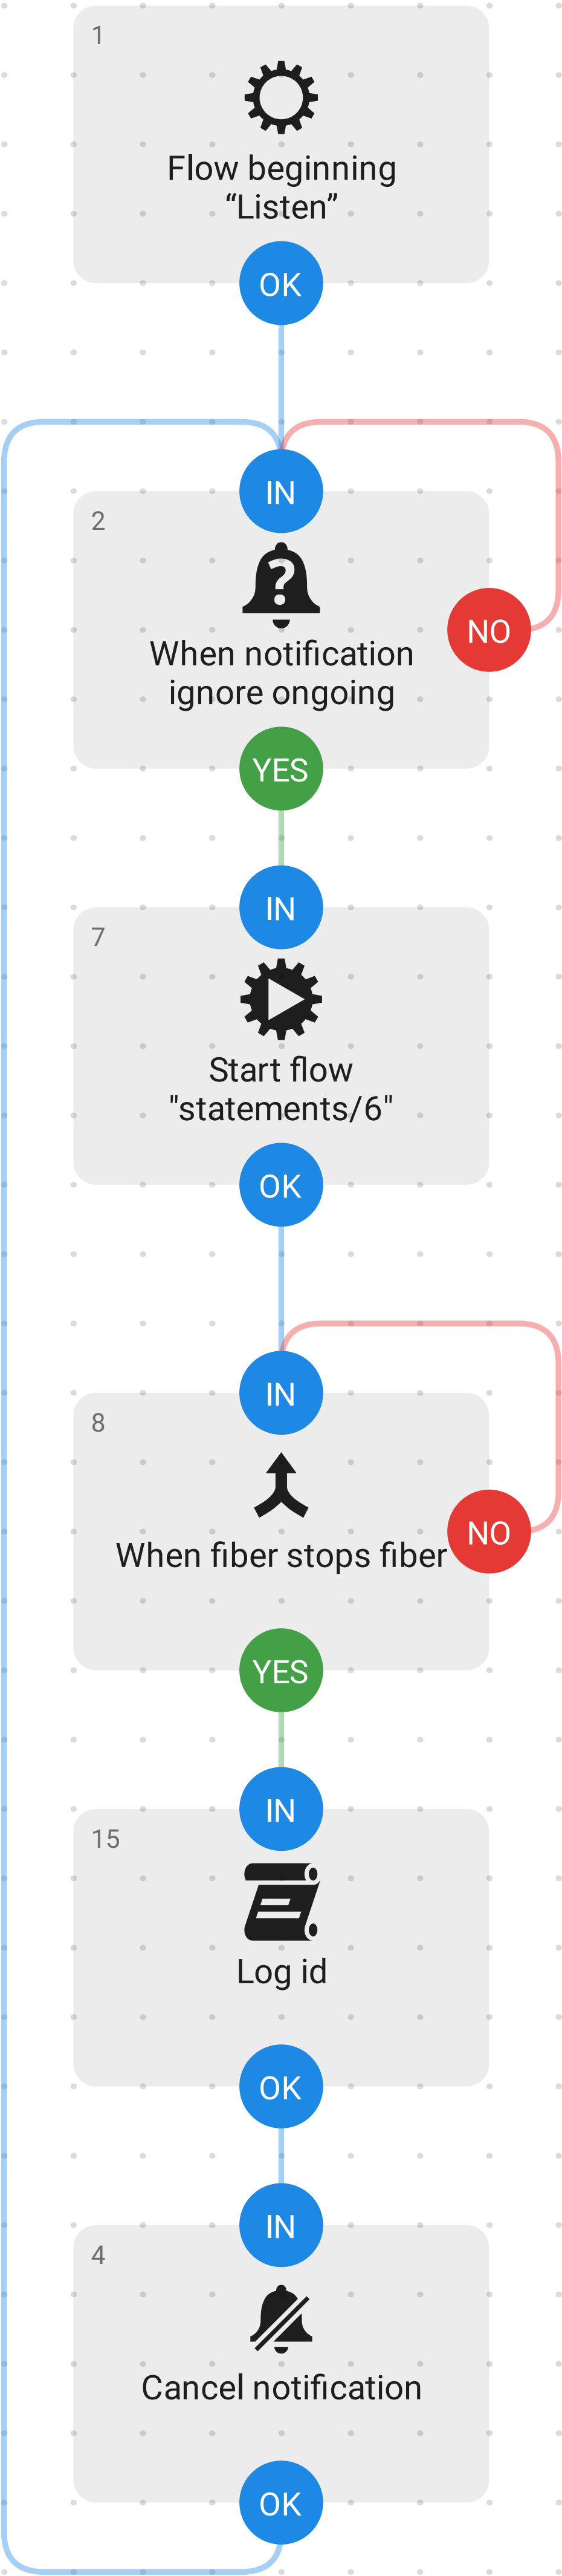 1
Flow beginning
“Listen”
OK
IN
2
?
When notification
ignore ongoing
NO
YES
IN
7
Start flow
"statements/6"
OK
IN
8
When fiber stops fiber
NO
YES
IN
15
Log id
OK
IN
4
Cancel notification
OK